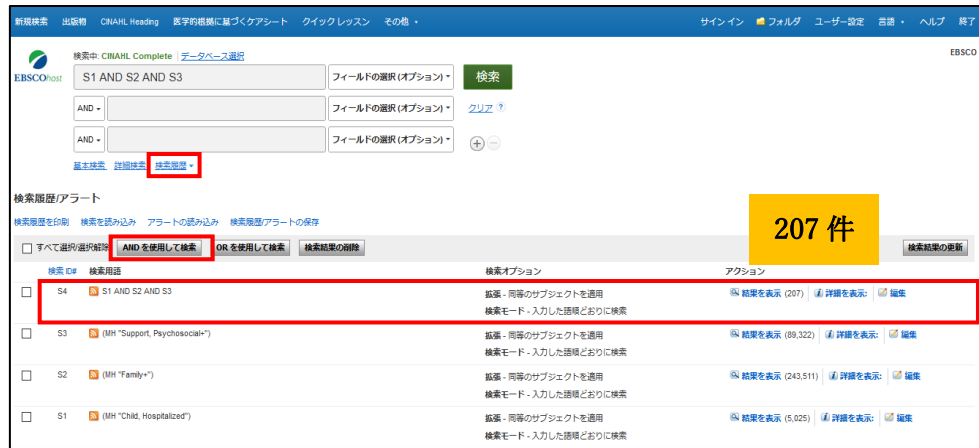 新規検索 出版物 CINAHL Heading 医学的根拠に基づくケアシート クイックレッスン その他 サインイン フォルダ ユーザー設定 言語 ヘルプ 終了
検索中: CINAHL Complete データベース選択 EBSCO
EBSCOhost S1 AND S2 AND S3 フィールドの選択 (オプション) 検索
AND フィールドの選択 (オプション) クリア ?
AND フィールドの選択 (オプション) + −
基本検索 詳細検索 検索履歴
検索履歴/アラート
検索履歴を印刷 検索を読み込み アラートの読み込み 検索履歴/アラートの保存
207 件
すべて選択/選択解除 AND を使用して検索 OR を使用して検索 検索結果の削除 検索結果の更新
検索 ID# 検索用語 検索オプション アクション
S4 S1 AND S2 AND S3 拡張 - 同等のサブジェクトを適用 結果を表示 (207) 詳細を表示: 編集
検索モード - 入力した語順どおりに検索
S3 (MH "Support, Psychosocial+") 拡張 - 同等のサブジェクトを適用 結果を表示 (89,322) 詳細を表示: 編集
検索モード - 入力した語順どおりに検索
S2 (MH "Family+") 拡張 - 同等のサブジェクトを適用 結果を表示 (243,511) 詳細を表示: 編集
検索モード - 入力した語順どおりに検索
S1 (MH "Child, Hospitalized") 拡張 - 同等のサブジェクトを適用 結果を表示 (5,025) 詳細を表示: 編集
検索モード - 入力した語順どおりに検索